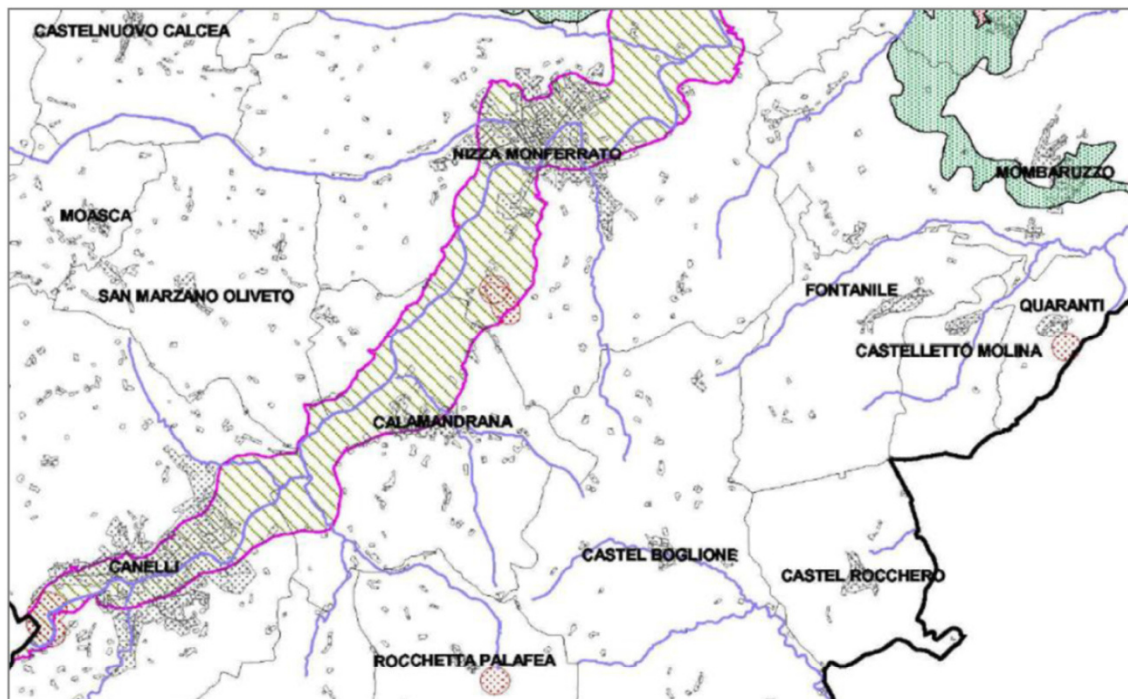 CASTELNUOVO CALCEA
NIZZA MONFERRATO
MOMBARUZZO
MOASCA
SAN MARZANO OLIVETO
FONTANILE
QUARANTI
CASTELLETTO MOLINA
CALAMANDRANA
CASTEL BOGLIONE
CANELLI
CASTEL ROCCHERO
ROCCHETTA PALAFEA